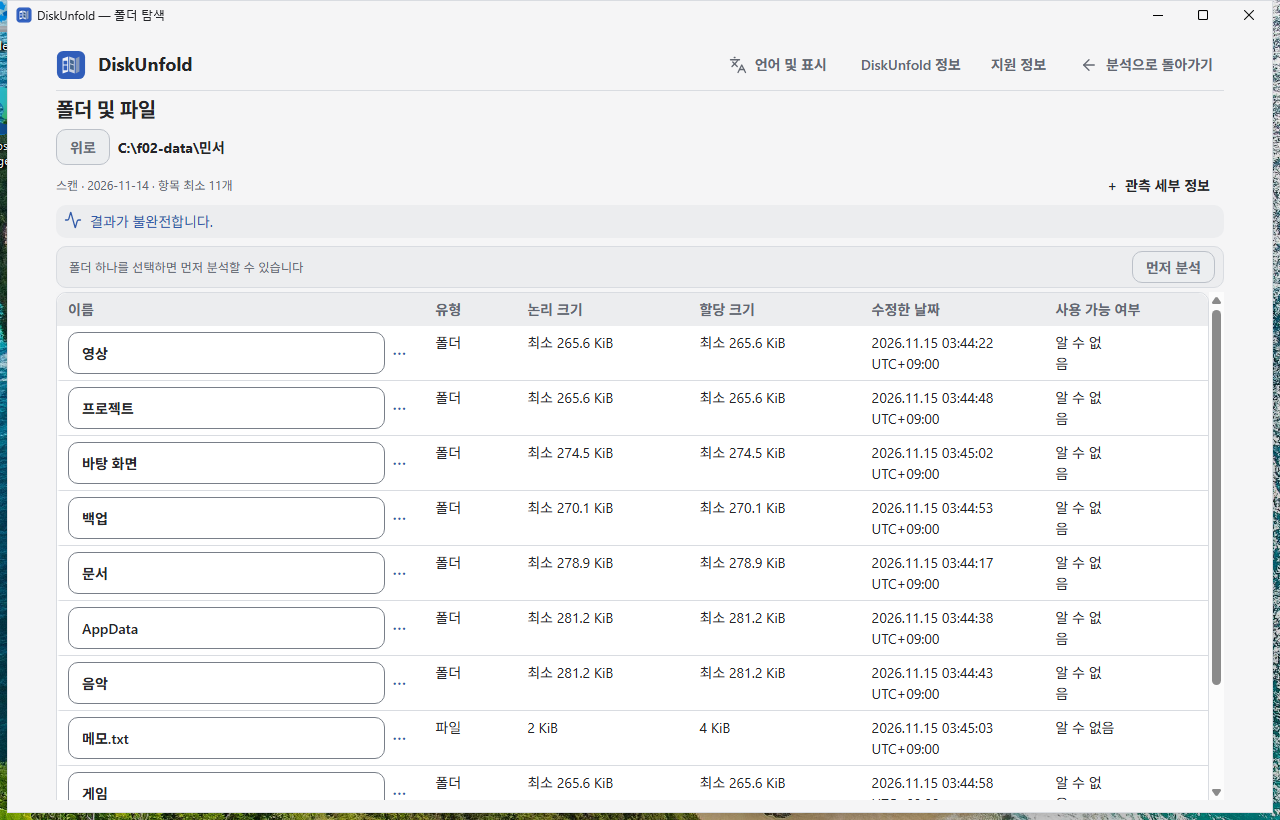 DiskUnfold — 폴더 탐색
DiskUnfold
언어 및 표시
DiskUnfold 정보
지원 정보
분석으로 돌아가기
폴더 및 파일
위로
C:\f02-data\민서
스캔 · 2026-11-14 · 항목 최소 11개
+ 관측 세부 정보
결과가 불완전합니다.
폴더 하나를 선택하면 먼저 분석할 수 있습니다
먼저 분석
이름 유형 논리 크기 할당 크기 수정한 날짜 사용 가능 여부
영상 ... 폴더 최소 265.6 KiB 최소 265.6 KiB 2026.11.15 03:44:22 알 수 없
UTC+09:00 음
프로젝트 ... 폴더 최소 265.6 KiB 최소 265.6 KiB 2026.11.15 03:44:48 알 수 없
UTC+09:00 음
바탕 화면 ... 폴더 최소 274.5 KiB 최소 274.5 KiB 2026.11.15 03:45:02 알 수 없
UTC+09:00 음
백업 ... 폴더 최소 270.1 KiB 최소 270.1 KiB 2026.11.15 03:44:53 알 수 없
UTC+09:00 음
문서 ... 폴더 최소 278.9 KiB 최소 278.9 KiB 2026.11.15 03:44:17 알 수 없
UTC+09:00 음
AppData ... 폴더 최소 281.2 KiB 최소 281.2 KiB 2026.11.15 03:44:38 알 수 없
UTC+09:00 음
음악 ... 폴더 최소 281.2 KiB 최소 281.2 KiB 2026.11.15 03:44:43 알 수 없
UTC+09:00 음
메모.txt ... 파일 2 KiB 4 KiB 2026.11.15 03:45:03 알 수 없음
UTC+09:00
게임 ... 폴더 최소 265.6 KiB 최소 265.6 KiB 2026.11.15 03:44:58 알 수 없